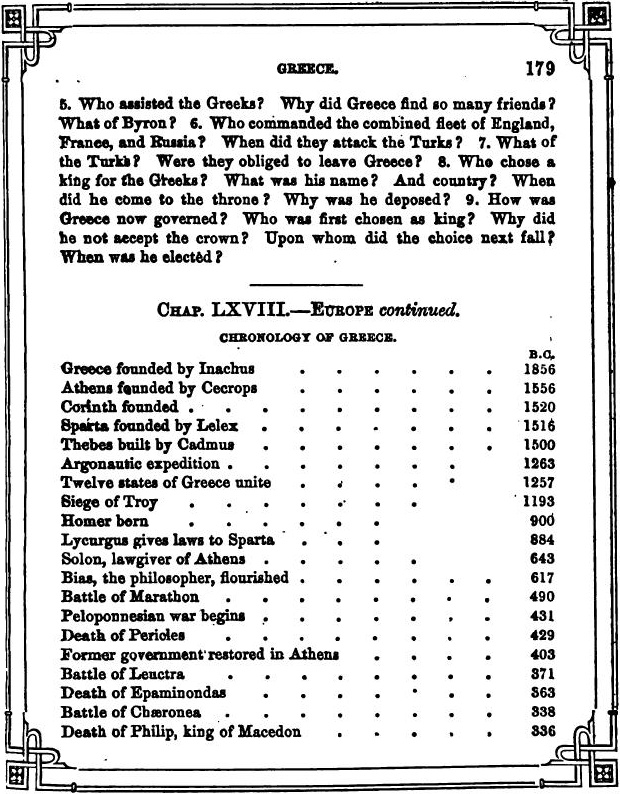 GREECE. 179
5. Who assisted the Greeks? Why did Greece find so many friends?
What of Byron? 6. Who commanded the combined fleet of England,
France, and Russia? When did they attack the Turks? 7. What of
the Turks? Were they obliged to leave Greece? 8. Who chose a
king for the Greeks? What was his name? And country? When
did he come to the throne? Why was he deposed? 9. How was
Greece now governed? Who was first chosen as king? Why did
he not accept the crown? Upon whom did the choice next fall?
When was he elected?
CHAP. LXVIII.—EUROPE continued.
CHRONOLOGY OF GREECE.
B.C.
Greece founded by Inachus . . . . . . 1856
Athens founded by Cecrops . . . . . . 1556
Corinth founded . . . . . . . . 1520
Sparta founded by Lelex . . . . . . . 1516
Thebes built by Cadmus . . . . . . . 1500
Argonautic expedition . . . . . . . 1263
Twelve states of Greece unite . . . . . 1257
Siege of Troy . . . . . . . 1193
Homer born . . . . . . 900
Lycurgus gives laws to Sparta . . . . 884
Solon, lawgiver of Athens . . . . . 643
Bias, the philosopher, flourished . . . . . . 617
Battle of Marathon . . . . . . . . 490
Peloponnesian war begins . . . . . . . 431
Death of Pericles . . . . . . . . 429
Former government restored in Athens . . . . 403
Battle of Leuctra . . . . . . . . 371
Death of Epaminondas . . . . . . . 363
Battle of Chæronea . . . . . . . . 338
Death of Philip, king of Macedon . . . . . 336